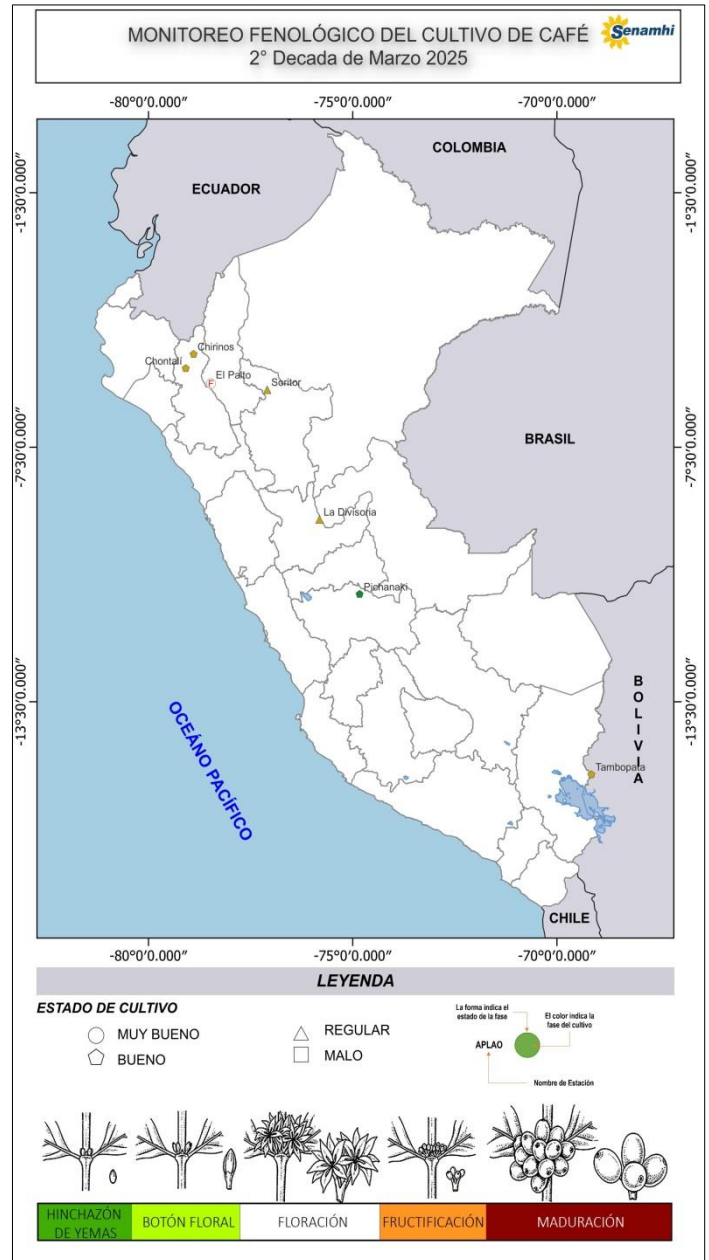 MONITOREO FENOLÓGICO DEL CULTIVO DE CAFÉ
Senamhi
2° Decada de Marzo 2025
-80°0'0.000"
-75°0'0.000"
-70°0'0.000"
COLOMBIA
ECUADOR
-1°30'0.000"
-1°30'0.000"
Chirinos
Chontalí
El Palto
F
Soritor
BRASIL
-7°30'0.000"
-7°30'0.000"
La Divisoria
Pichanaki
-13°30'0.000"
-13°30'0.000"
BOLIVIA
OCEÁNO PACÍFICO
Tambopata
CHILE
-80°0'0.000"
-75°0'0.000"
-70°0'0.000"
LEYENDA
ESTADO DE CULTIVO
MUY BUENO
REGULAR
BUENO
MALO
La forma indica el
estado de la fase
El color indica la
fase del cultivo
APLAO
Nombre de Estación
HINCHAZÓN
DE YEMAS
BOTÓN FLORAL
FLORACIÓN
FRUCTIFICACIÓN
MADURACIÓN